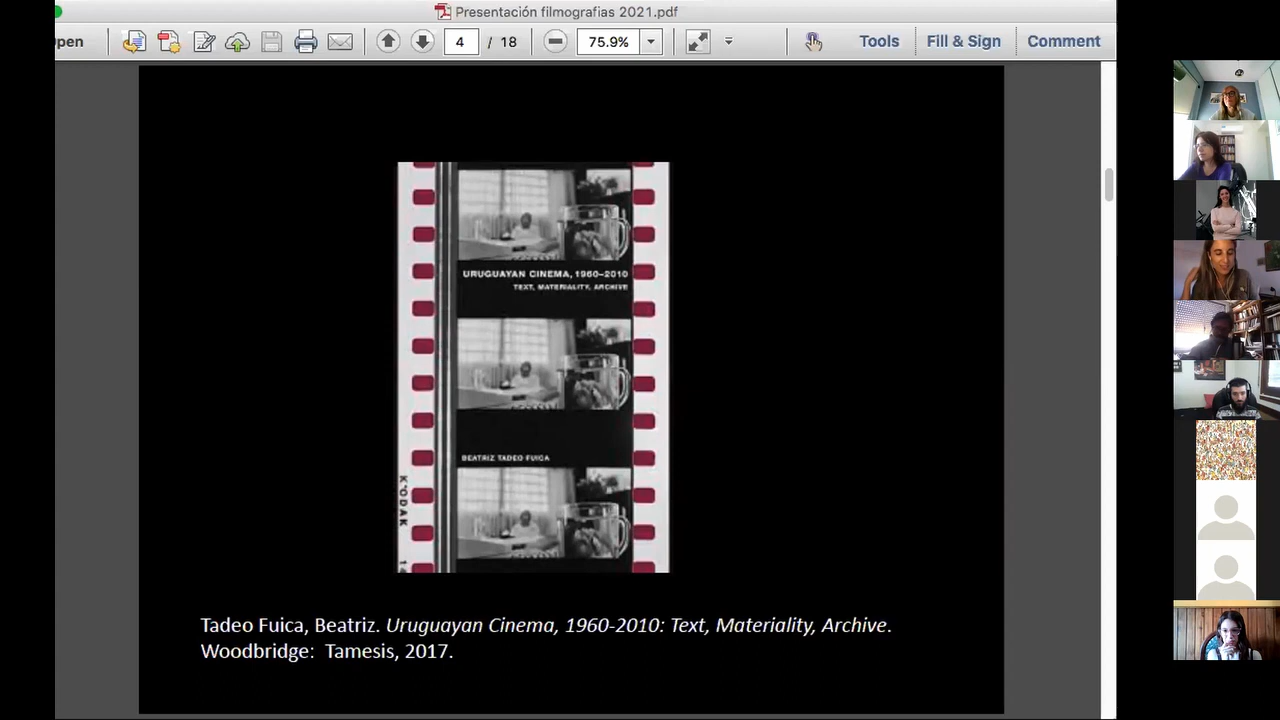 Presentación filmografias 2021.pdf
pen
4 / 18
75.9%
Tools
Fill & Sign
Comment
URUGUAYAN CINEMA, 1960–2010
TEXT, MATERIALITY, ARCHIVE
BEATRIZ TADEO FUICA
KODAK
Tadeo Fuica, Beatriz. Uruguayan Cinema, 1960-2010: Text, Materiality, Archive.
Woodbridge: Tamesis, 2017.